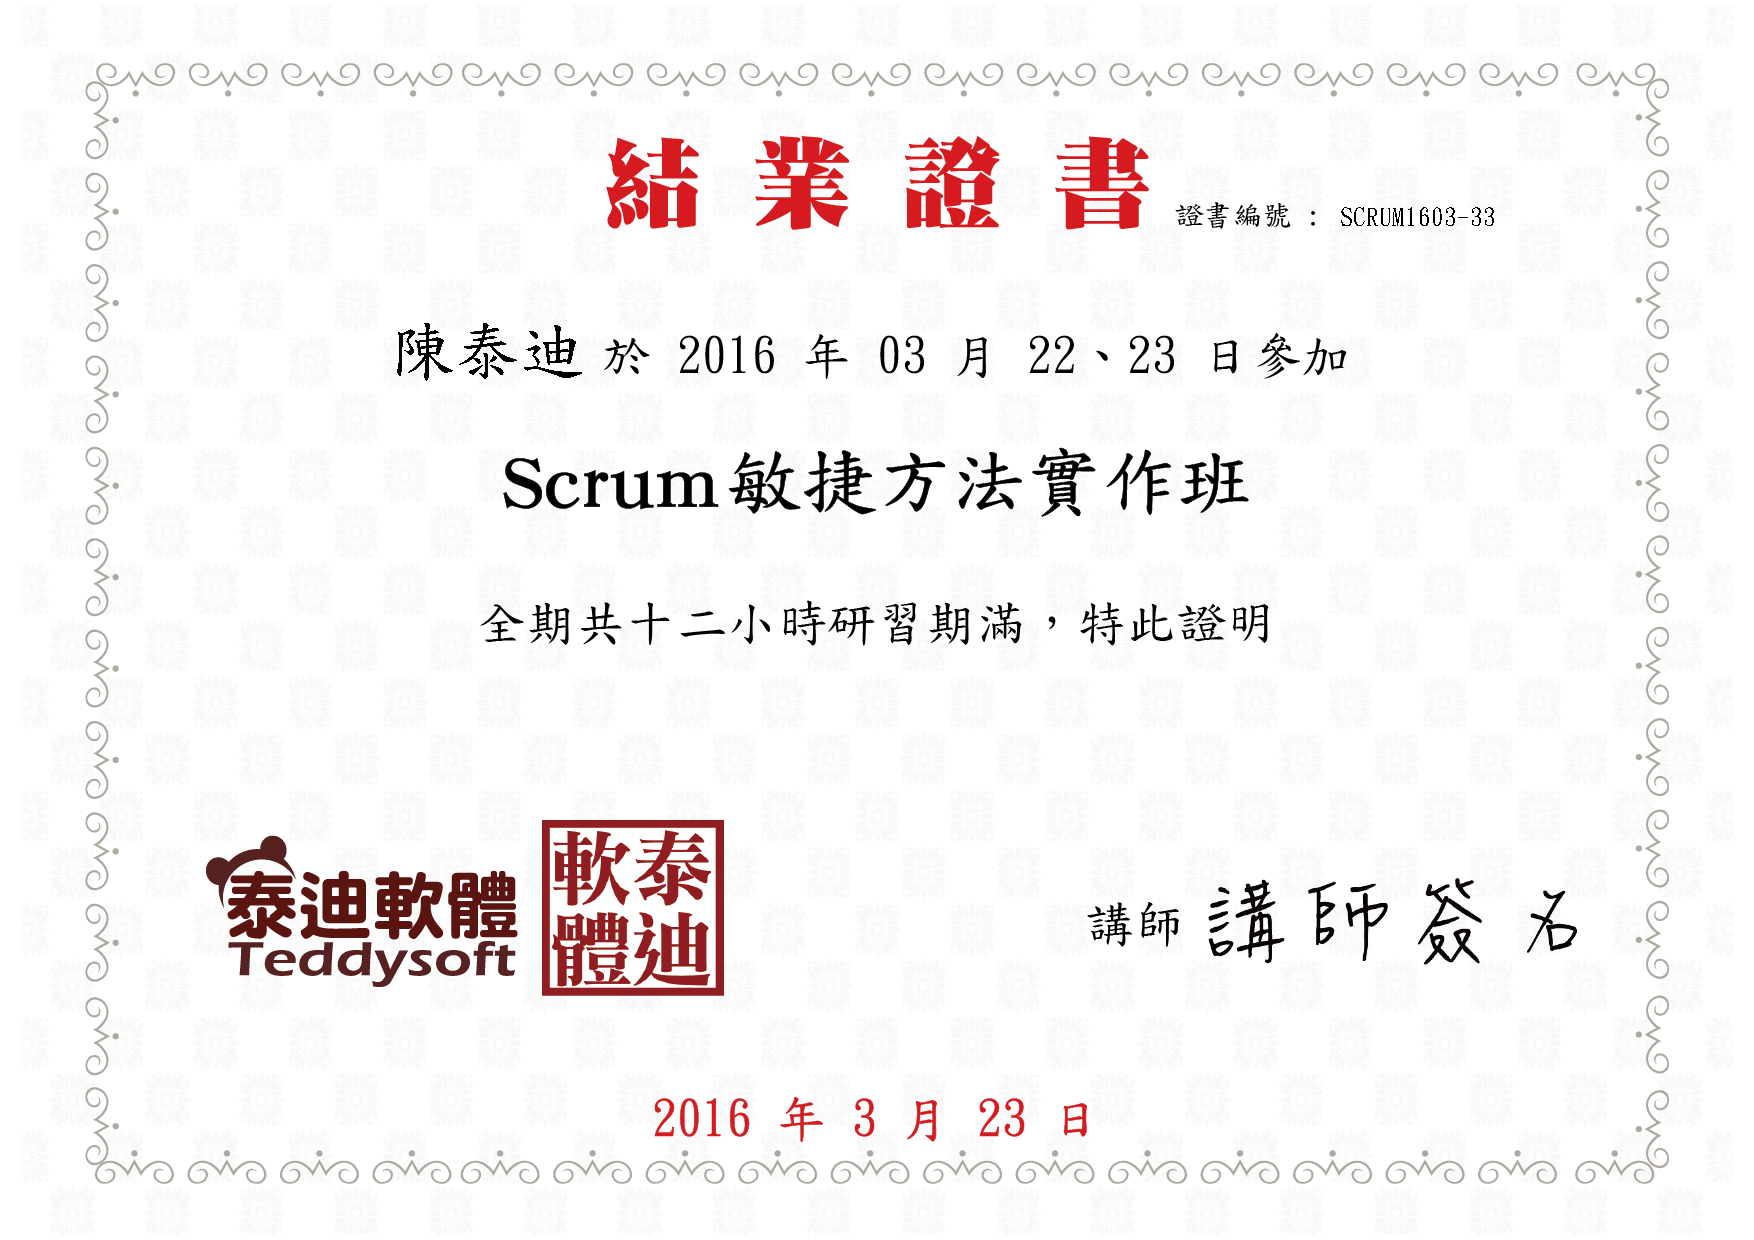 結業證書
證書編號 : SCRUM1603-33
陳泰迪於 2016 年 03 月 22、23 日參加
Scrum敏捷方法實作班
全期共十二小時研習期滿，特此證明
泰迪軟體
Teddysoft
泰迪軟體
講師 講師簽名
2016 年 3 月 23 日